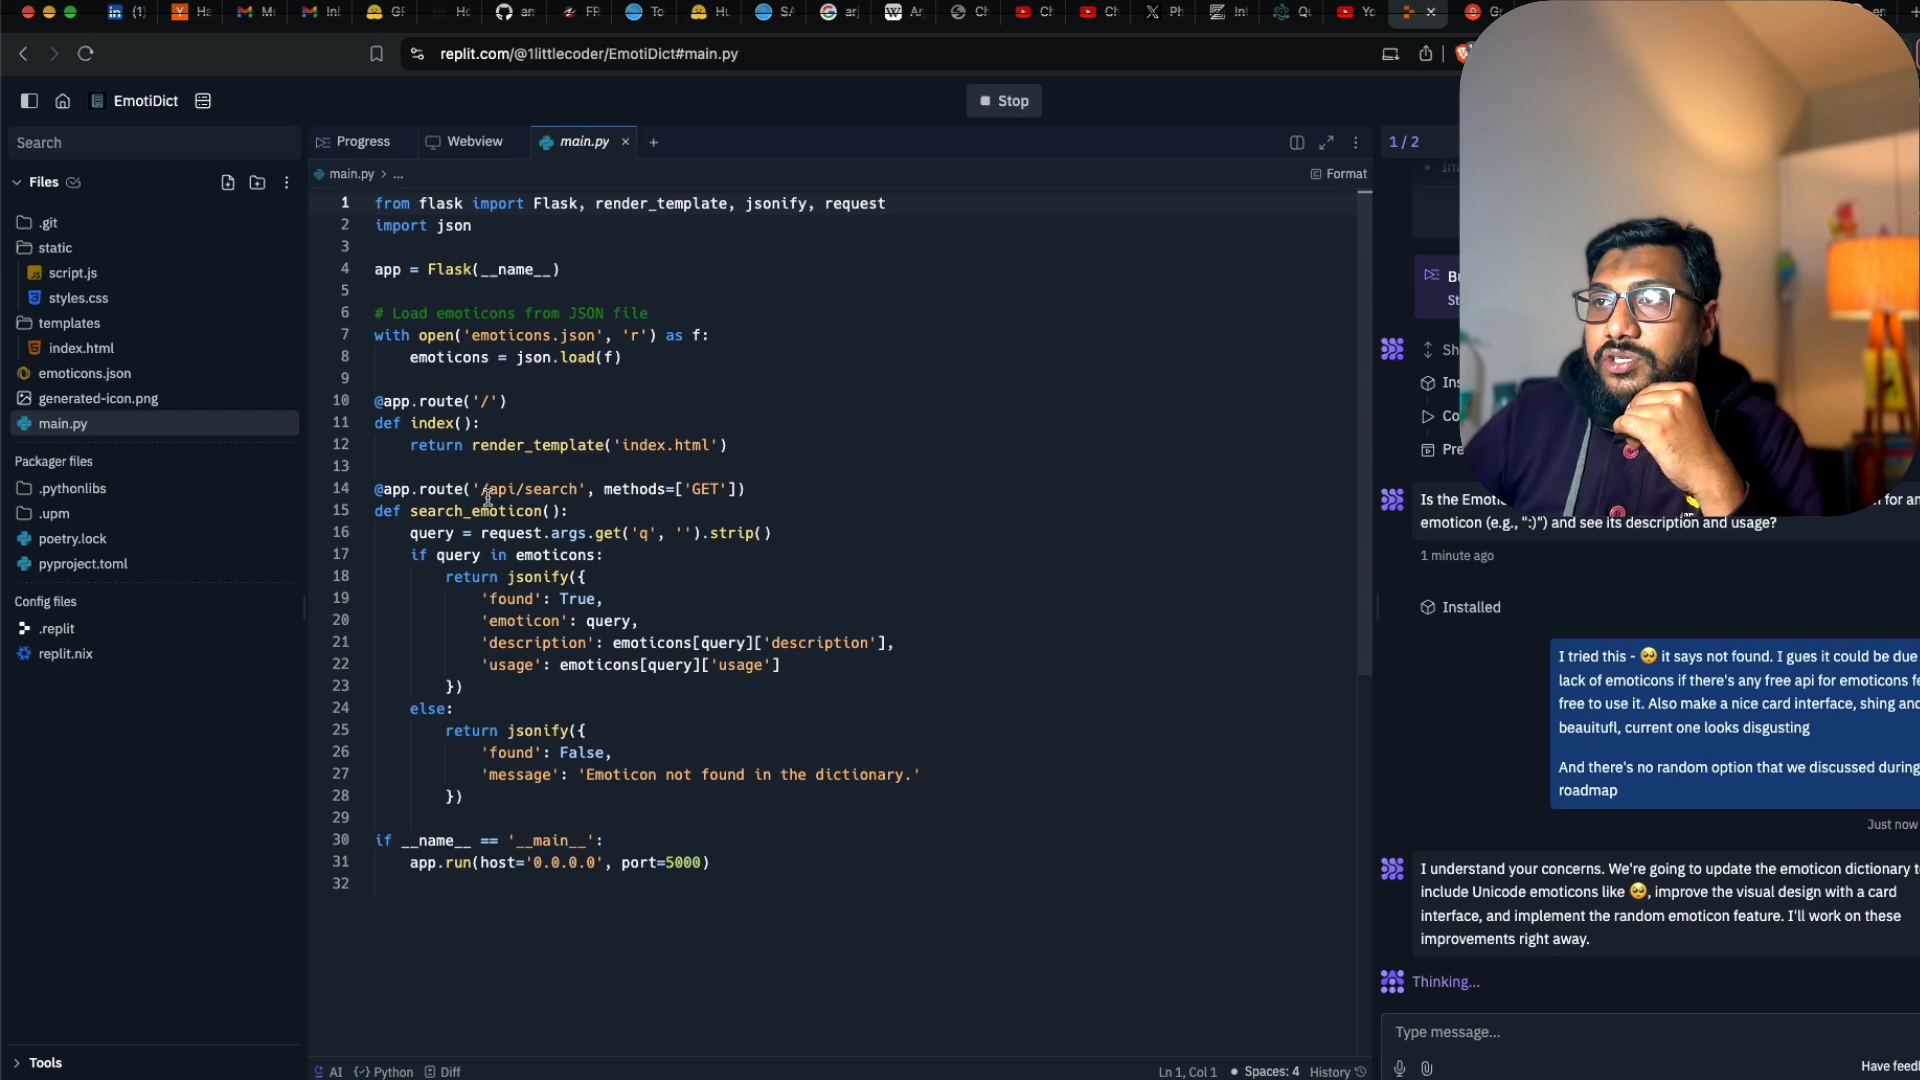 (1)
replit.com/@1littlecoder/EmotiDict#main.py
EmotiDict
Stop
Search
Progress
Webview
main.py
1 / 2
Files
main.py > ...
Format
.git
static
script.js
styles.css
templates
index.html
emoticons.json
generated-icon.png
main.py
Packager files
.pythonlibs
.upm
poetry.lock
pyproject.toml
Config files
.replit
replit.nix
Tools
1 from flask import Flask, render_template, jsonify, request
2 import json
3
4 app = Flask(__name__)
5
6 # Load emoticons from JSON file
7 with open('emoticons.json', 'r') as f:
8 emoticons = json.load(f)
9
10 @app.route('/')
11 def index():
12 return render_template('index.html')
13
14 @app.route('/api/search', methods=['GET'])
15 def search_emoticon():
16 query = request.args.get('q', '').strip()
17 if query in emoticons:
18 return jsonify({
19 'found': True,
20 'emoticon': query,
21 'description': emoticons[query]['description'],
22 'usage': emoticons[query]['usage']
23 })
24 else:
25 return jsonify({
26 'found': False,
27 'message': 'Emoticon not found in the dictionary.'
28 })
29
30 if __name__ == '__main__':
31 app.run(host='0.0.0.0', port=5000)
32
AI
Python
Diff
Ln 1, Col 1
Spaces: 4
History
Is the
emoticon (e.g., ":)") and see its description and usage?
1 minute ago
Installed
I tried this - 🥺 it says not found. I gues it could be due
lack of emoticons if there's any free api for emoticons
free to use it. Also make a nice card interface, shing
beauitufl, current one looks disgusting
And there's no random option that we discussed during
roadmap
Just now
I understand your concerns. We're going to update the emoticon dictionary
include Unicode emoticons like 🥺, improve the visual design with a card
interface, and implement the random emoticon feature. I'll work on these
improvements right away.
Thinking...
Type message...
Have